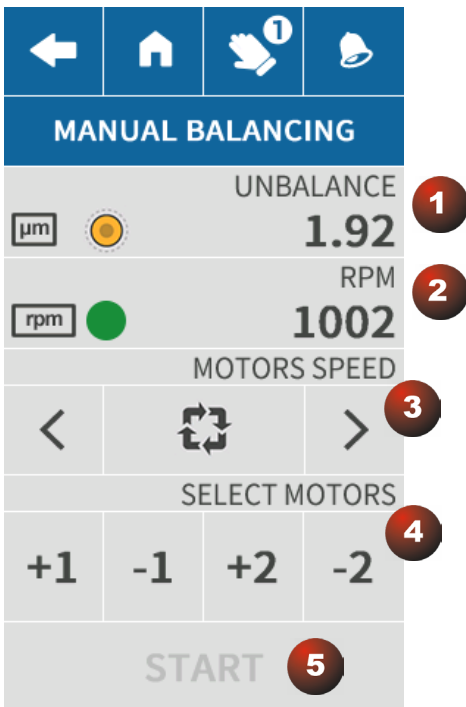 1
MANUAL BALANCING
UNBALANCE
1
µm
1.92
RPM
2
rpm
1002
MOTORS SPEED
3
SELECT MOTORS
4
+1 -1 +2 -2
START 5